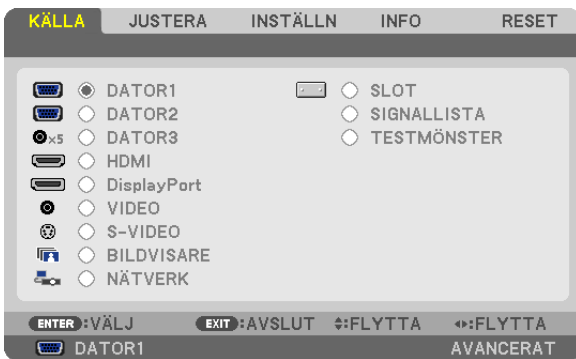 KÄLLA JUSTERA INSTÄLLN INFO RESET
DATOR1 SLOT
DATOR2 SIGNALLISTA
×5 DATOR3 TESTMÖNSTER
HDMI
DisplayPort
VIDEO
S-VIDEO
BILDVISARE
NÄTVERK
ENTER:VÄLJ EXIT:AVSLUT :FLYTTA :FLYTTA
DATOR1 AVANCERAT